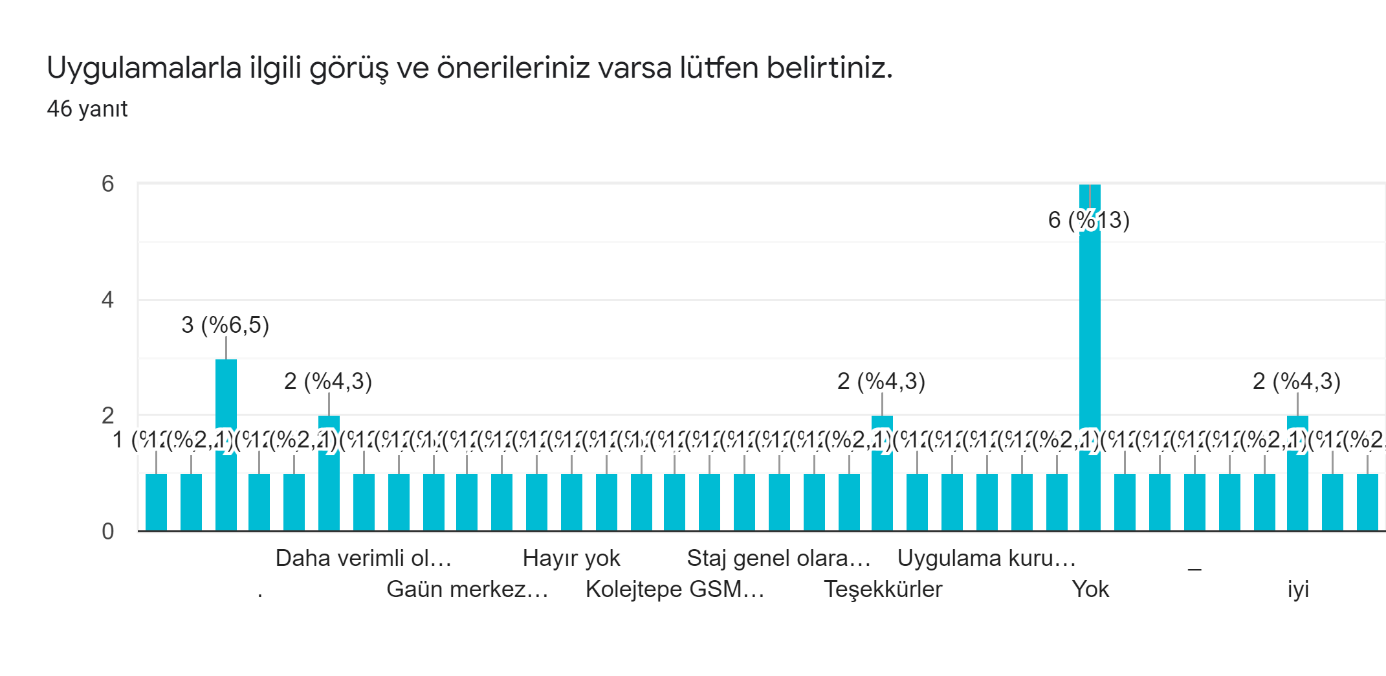 Uygulamalarla ilgili görüş ve önerileriniz varsa lütfen belirtiniz.
46 yanıt
6
6 (%13)
4
3 (%6,5)
2 (%4,3)
2 (%4,3)
2 (%4,3)
2
0
Daha verimli ol…
Hayır yok
Staj genel olara…
Uygulama kuru…
_
.
Gaün merkez…
Kolejtepe GSM…
Teşekkürler
Yok
iyi